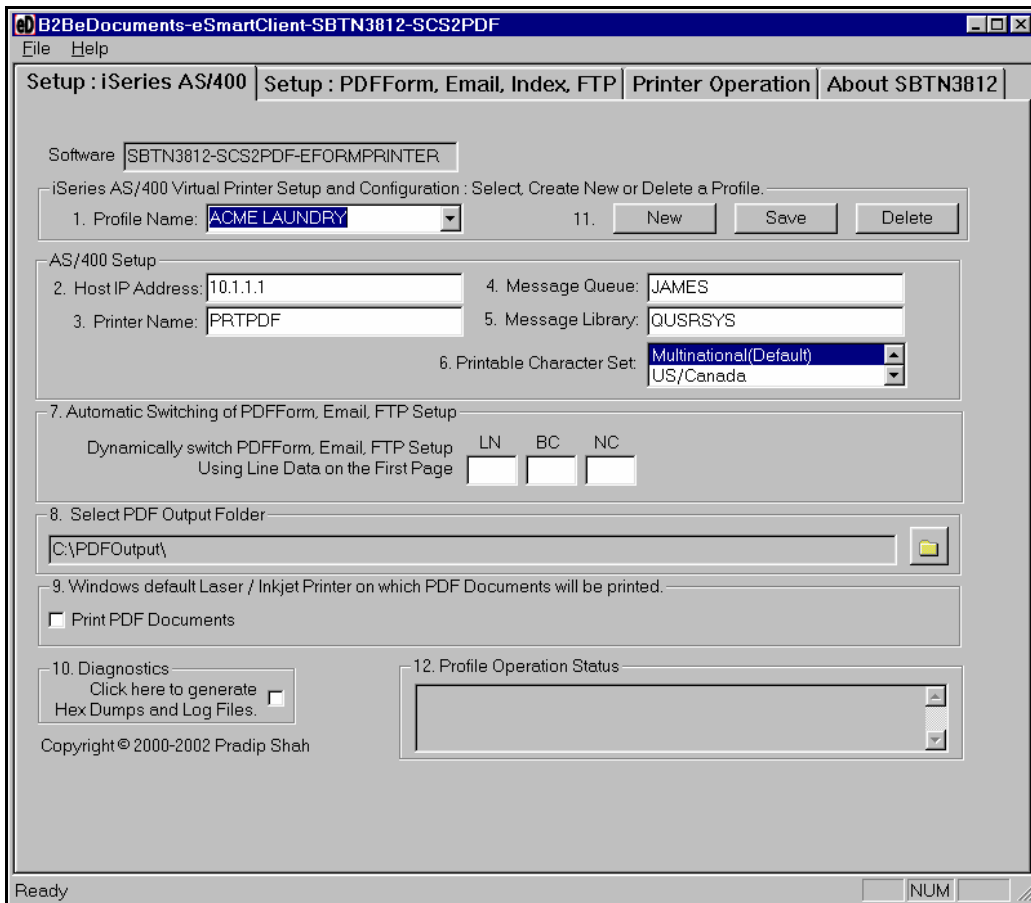 eD B2BeDocuments-eSmartClient-SBTN3812-SCS2PDF
File Help
Setup : iSeries AS/400 Setup : PDFForm, Email, Index, FTP Printer Operation About SBTN3812
Software SBTN3812-SCS2PDF-EFORMPRINTER
iSeries AS/400 Virtual Printer Setup and Configuration : Select, Create New or Delete a Profile.
1. Profile Name: ACME LAUNDRY 11. New Save Delete
AS/400 Setup
2. Host IP Address: 10.1.1.1 4. Message Queue: JAMES
3. Printer Name: PRTPDF 5. Message Library: QUSRSYS
6. Printable Character Set: Multinational(Default)
US/Canada
7. Automatic Switching of PDFForm, Email, FTP Setup
Dynamically switch PDFForm, Email, FTP Setup LN BC NC
Using Line Data on the First Page
8. Select PDF Output Folder
C:\PDFOutput\
9. Windows default Laser / Inkjet Printer on which PDF Documents will be printed.
Print PDF Documents
10. Diagnostics 12. Profile Operation Status
Click here to generate
Hex Dumps and Log Files.
Copyright © 2000-2002 Pradip Shah
Ready NUM